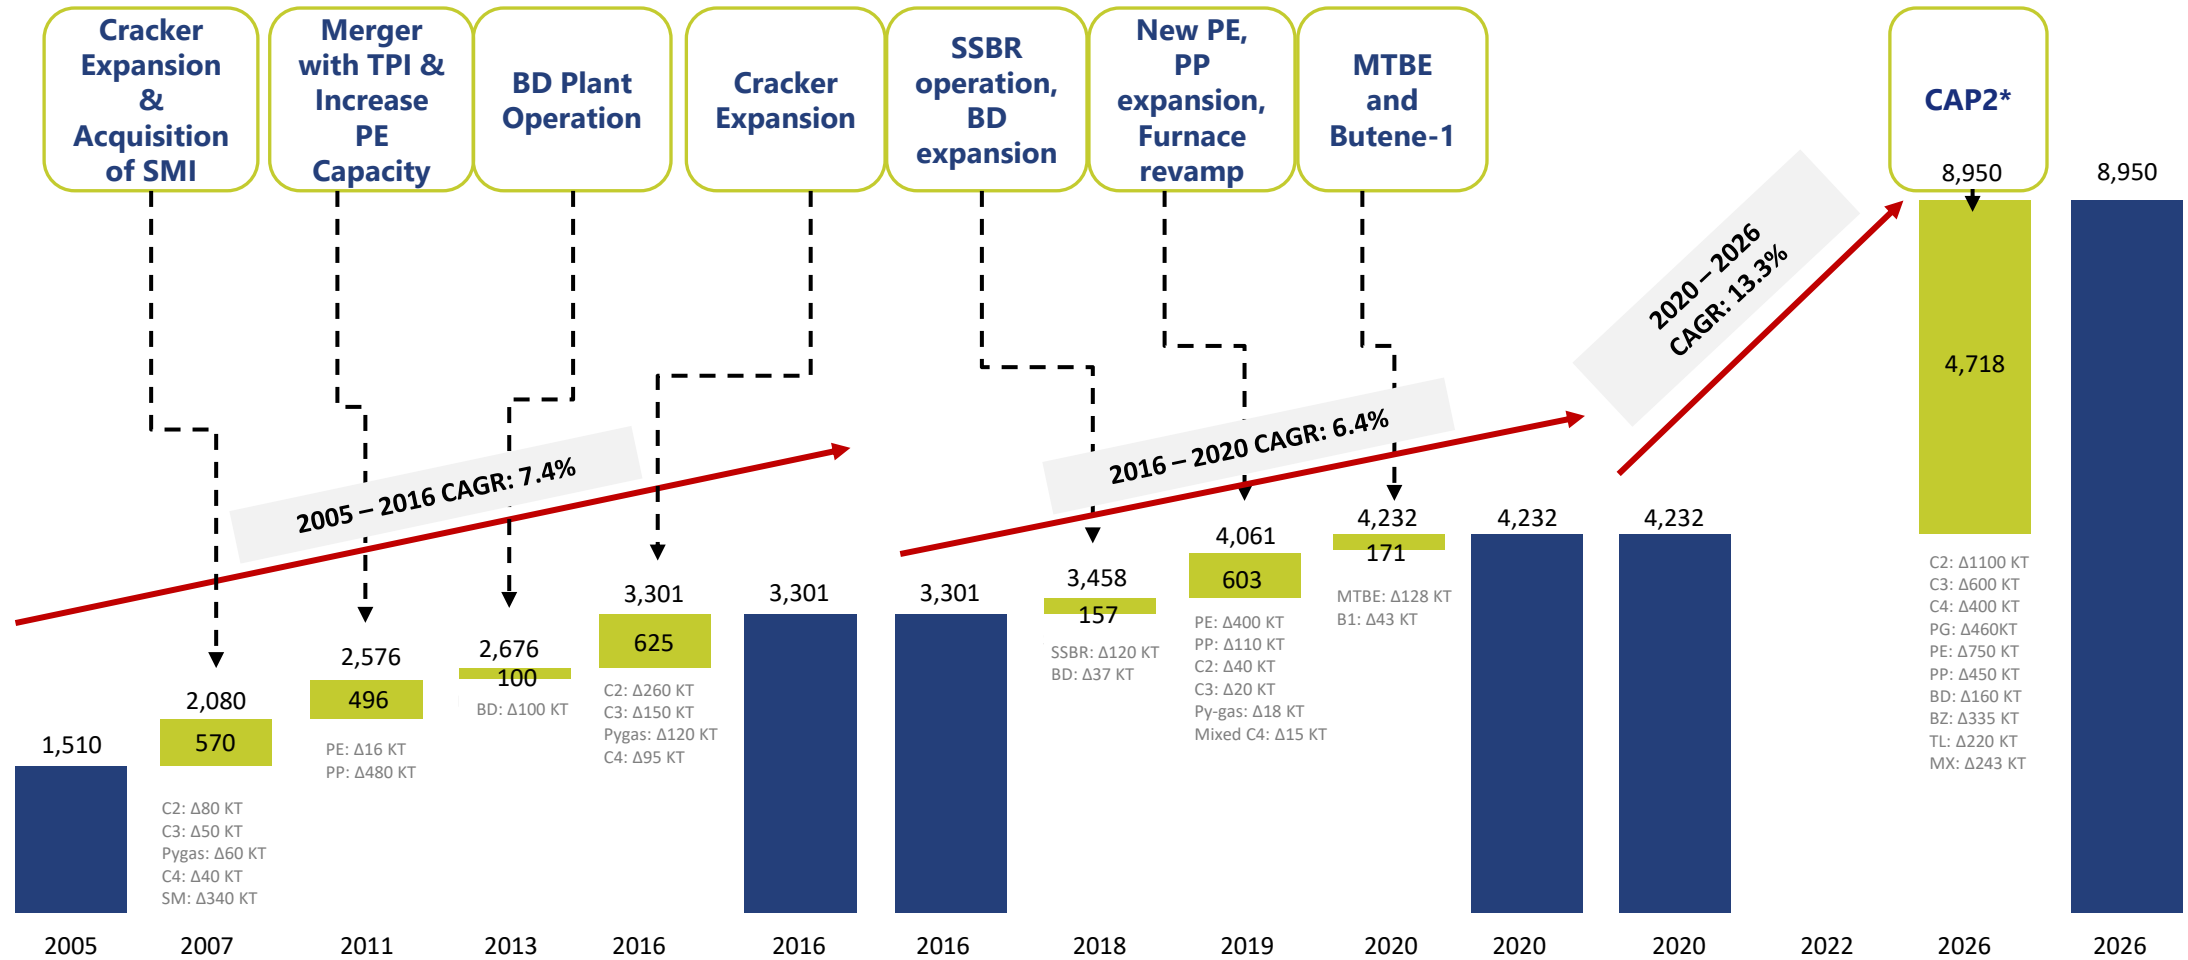 Cracker
Expansion
&
Acquisition
of SMI
Merger
with TPI &
Increase
PE
Capacity
BD Plant
Operation
Cracker
Expansion
SSBR
operation,
BD
expansion
New PE,
PP
expansion,
Furnace
revamp
MTBE
and
Butene-1
CAP2*
2005 – 2016 CAGR: 7.4%
2016 – 2020 CAGR: 6.4%
2020 – 2026
CAGR: 13.3%
1,510
2,080
570
C2: Δ80 KT
C3: Δ50 KT
Pygas: Δ60 KT
C4: Δ40 KT
SM: Δ340 KT
2,576
496
PE: Δ16 KT
PP: Δ480 KT
2,676
100
BD: Δ100 KT
3,301
625
C2: Δ260 KT
C3: Δ150 KT
Pygas: Δ120 KT
C4: Δ95 KT
3,301
3,301
3,458
157
SSBR: Δ120 KT
BD: Δ37 KT
4,061
603
PE: Δ400 KT
PP: Δ110 KT
C2: Δ40 KT
C3: Δ20 KT
Py-gas: Δ18 KT
Mixed C4: Δ15 KT
4,232
171
MTBE: Δ128 KT
B1: Δ43 KT
4,232
4,232
8,950
4,718
C2: Δ1100 KT
C3: Δ600 KT
C4: Δ400 KT
PG: Δ460KT
PE: Δ750 KT
PP: Δ450 KT
BD: Δ160 KT
BZ: Δ335 KT
TL: Δ220 KT
MX: Δ243 KT
8,950
2005
2007
2011
2013
2016
2016
2016
2018
2019
2020
2020
2020
2022
2026
2026